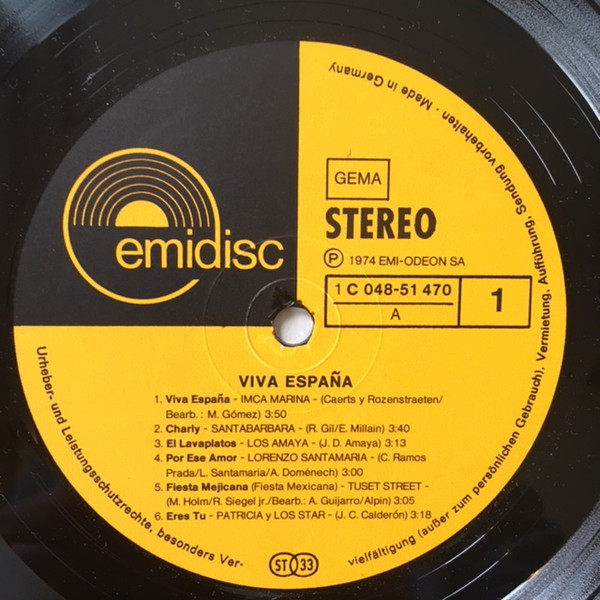 emidisc
GEMA
STEREO
Ⓟ 1974 EMI-ODEON SA
1 C 048-51 470
A
1
VIVA ESPAÑA
1. Viva España - IMCA MARINA - (Caerts y Rozenstraeten/
Bearb.: M. Gómez) 3:50
2. Charly - SANTABARBARA - (R. Gil/E. Millain) 3:40
3. El Lavaplatos - LOS AMAYA - (J. D. Amaya) 3:13
4. Por Ese Amor - LORENZO SANTAMARIA - (C. Ramos
Prada/L. Santamaria/A. Doménech) 3:00
5. Fiesta Mejicana (Fiesta Mexicana) - TUSET STREET -
(M. Holm/R. Siegel jr./Bearb.: A. Guijarro/Alpin) 3:05
6. Eres Tu - PATRICIA y LOS STAR - (J. C. Calderón) 3:18
ST 33
Urheber- und Leistungsschutzrechte, besonders Ver-
vielfältigung (außer zum persönlichen Gebrauch), Vermietung, Aufführung, Sendung vorbehalten · Made in Germany